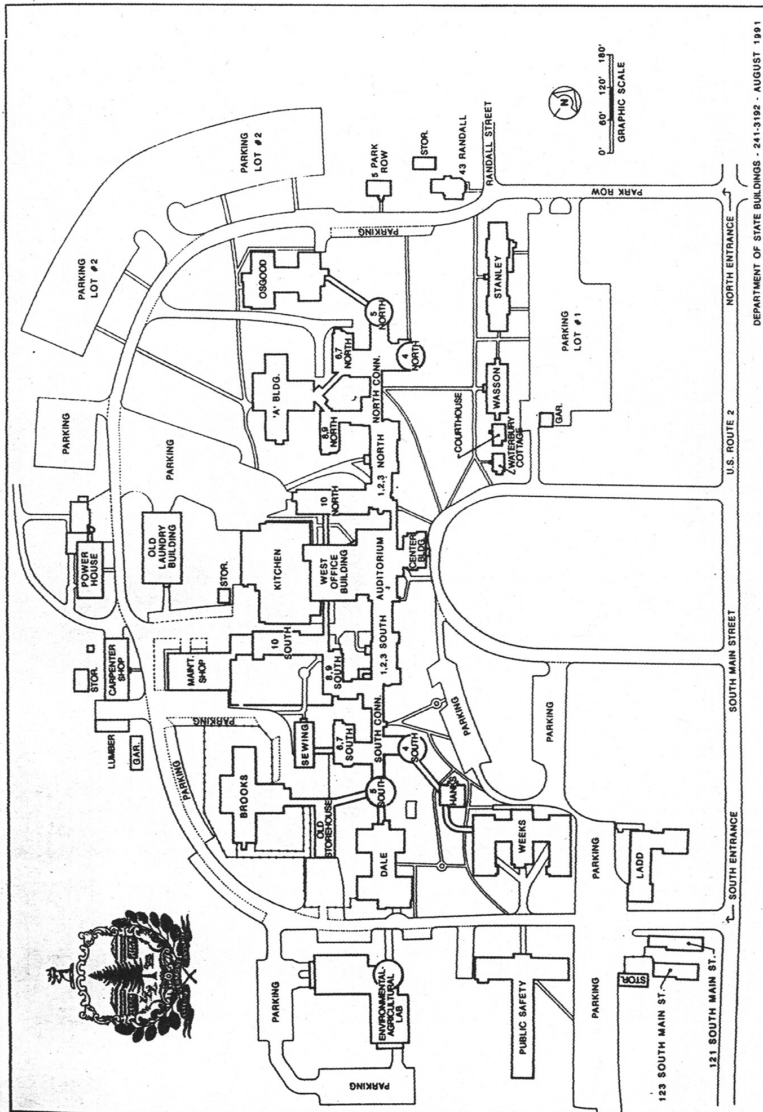 PARKING
LOT #2
PARKING
LOT #2
PARKING
PARKING
5 PARK
ROW
STOR.
43 RANDALL
RANDALL STREET
PARK ROW
PARKING
OSGOOD
5
NORTH
4
NORTH
6,7
NORTH
NORTH CONN.
'A' BLDG.
8,9
NORTH
1,2,3 NORTH
10
NORTH
STANLEY
WASSON
COURTHOUSE
WATERBURY
COTTAGE
GAR.
PARKING
LOT #1
0' 60' 120' 180'
GRAPHIC SCALE
N
POWER
HOUSE
OLD
LAUNDRY
BUILDING
STOR.
KITCHEN
WEST
OFFICE
BUILDING
AUDITORIUM
CENTER
BLDG.
STOR.
CARPENTER
SHOP
LUMBER
GAR.
MAINT.
SHOP
10
SOUTH
8,9
SOUTH
1,2,3 SOUTH
SOUTH CONN.
SEWING
6,7
SOUTH
4
SOUTH
5
SOUTH
PARKING
PARKING
BROOKS
OLD
STOREHOUSE
DALE
HANKS
WEEKS
PARKING
PARKING
PARKING
LADD
PARKING
ENVIRONMENTAL-
AGRICULTURAL
LAB
PARKING
PUBLIC SAFETY
PARKING
STOR.
123 SOUTH MAIN ST.
121 SOUTH MAIN ST.
SOUTH ENTRANCE
SOUTH MAIN STREET
U.S. ROUTE 2
NORTH ENTRANCE
DEPARTMENT OF STATE BUILDINGS - 241-3192 - AUGUST 1991